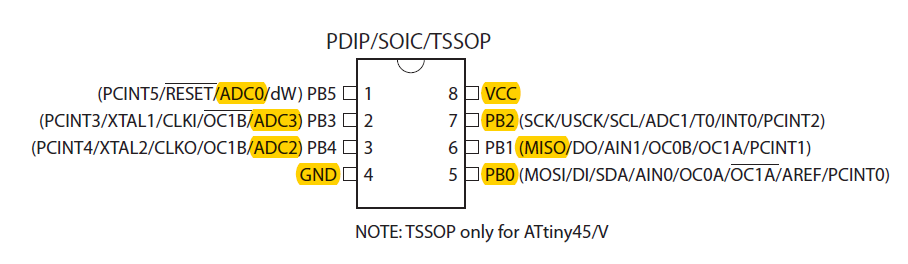 PDIP/SOIC/TSSOP
(PCINT5/RESET/ADC0/dW) PB5 1 8 VCC
(PCINT3/XTAL1/CLKI/OC1B/ADC3) PB3 2 7 PB2 (SCK/USCK/SCL/ADC1/T0/INT0/PCINT2)
(PCINT4/XTAL2/CLKO/OC1B/ADC2) PB4 3 6 PB1 (MISO/DO/AIN1/OC0B/OC1A/PCINT1)
GND 4 5 PB0 (MOSI/DI/SDA/AIN0/OC0A/OC1A/AREF/PCINT0)
NOTE: TSSOP only for ATtiny45/V